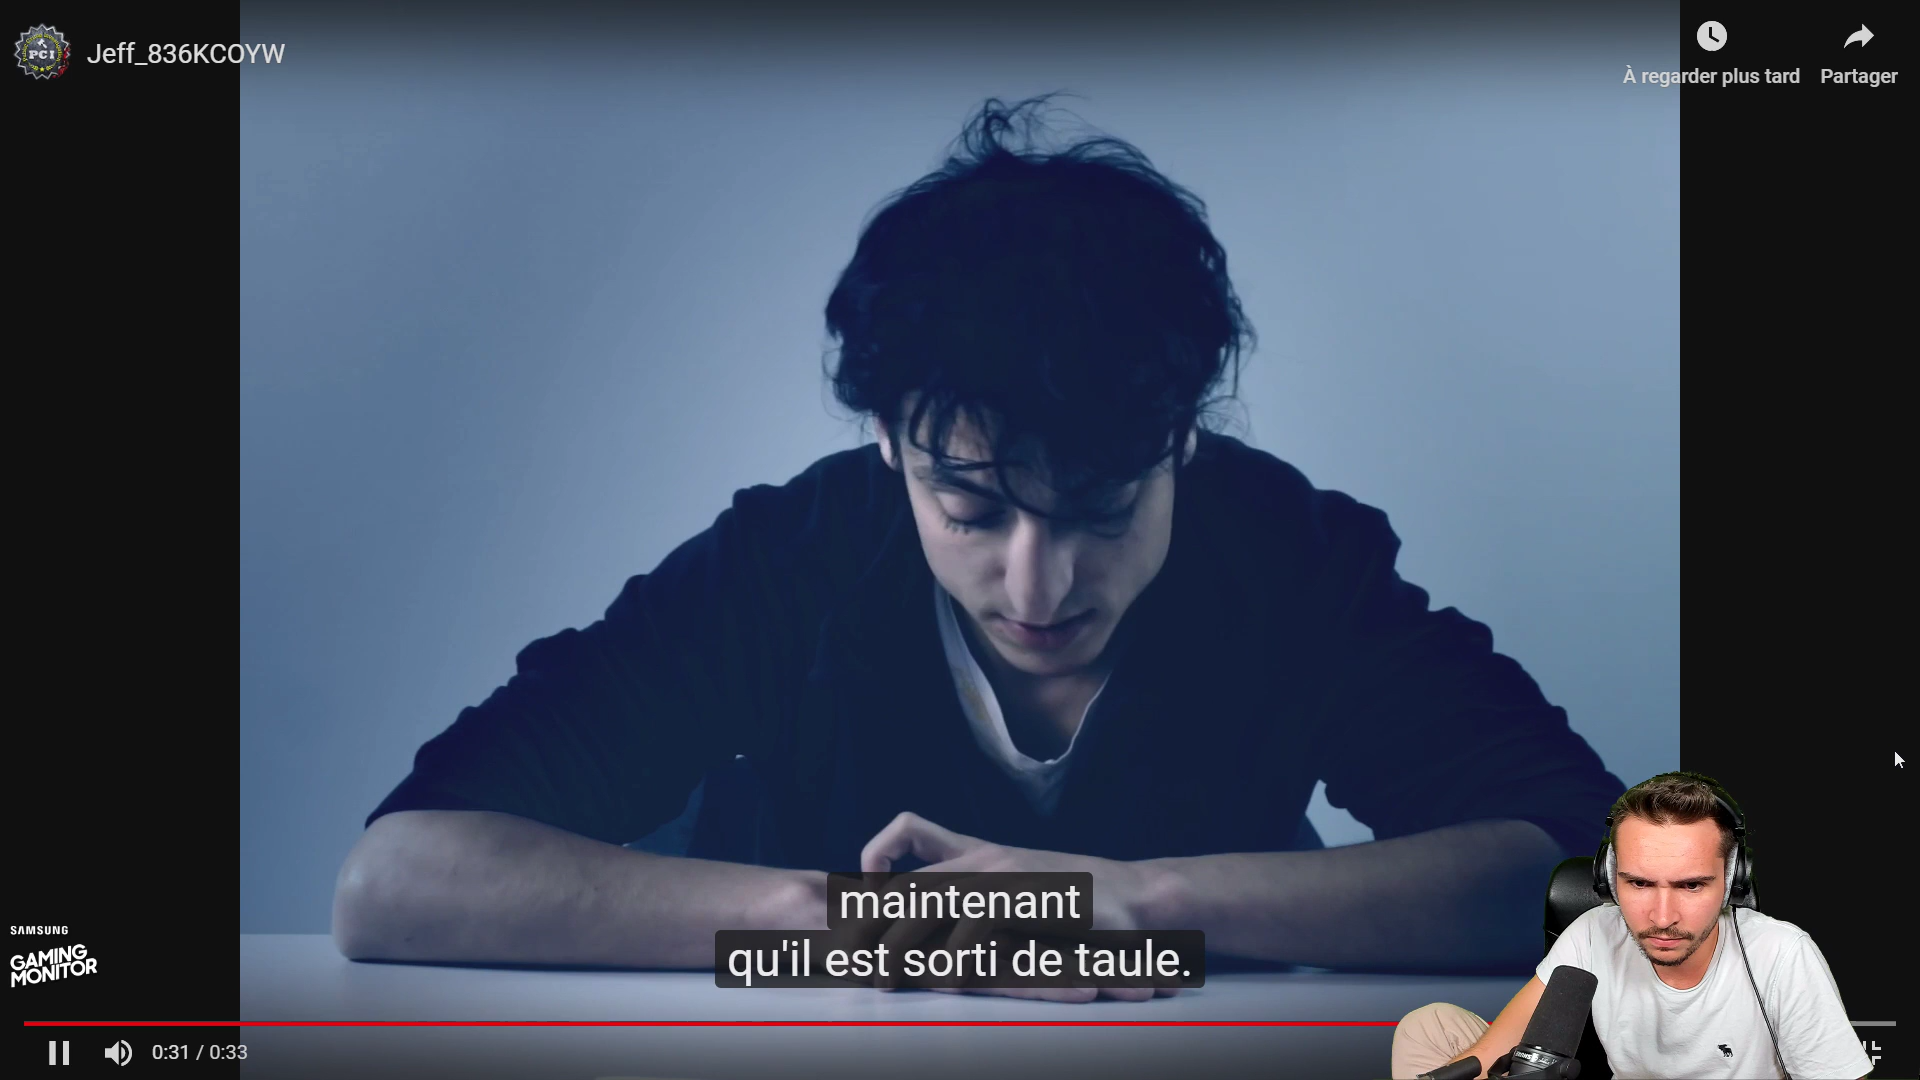 PCI
Jeff_836KCOYW
À regarder plus tard
Partager
maintenant
qu'il est sorti de taule.
SAMSUNG
GAMING
MONITOR
0:31 / 0:33